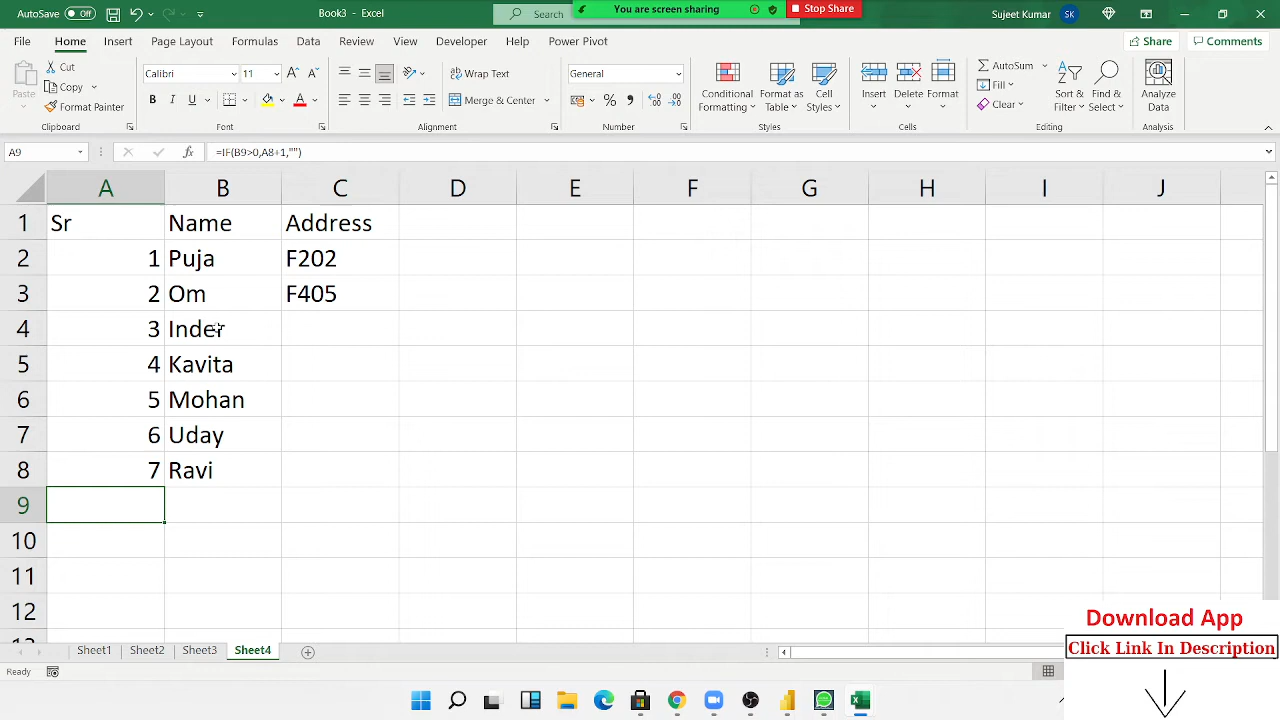 AutoSave Off Book3 - Excel Search You are screen sharing Stop Share Sujeet Kumar SK
File Home Insert Page Layout Formulas Data Review View Developer Help Power Pivot Share Comments
Paste Cut Copy Format Painter
Calibri 11 B I U A
Wrap Text Merge & Center
General
Conditional Formatting Format as Table Cell Styles
Insert Delete Format
AutoSum Fill Clear Sort & Filter Find & Select
Analyze Data
Clipboard Font Alignment Number Styles Cells Editing Analysis
A9 fx =IF(B9>0,A8+1,"")
A B C D E F G H I J
1 Sr Name Address
2 1 Puja F202
3 2 Om F405
4 3 Inder
5 4 Kavita
6 5 Mohan
7 6 Uday
8 7 Ravi
9
10
11
12
Download App
Click Link In Description
Sheet1 Sheet2 Sheet3 Sheet4
Ready